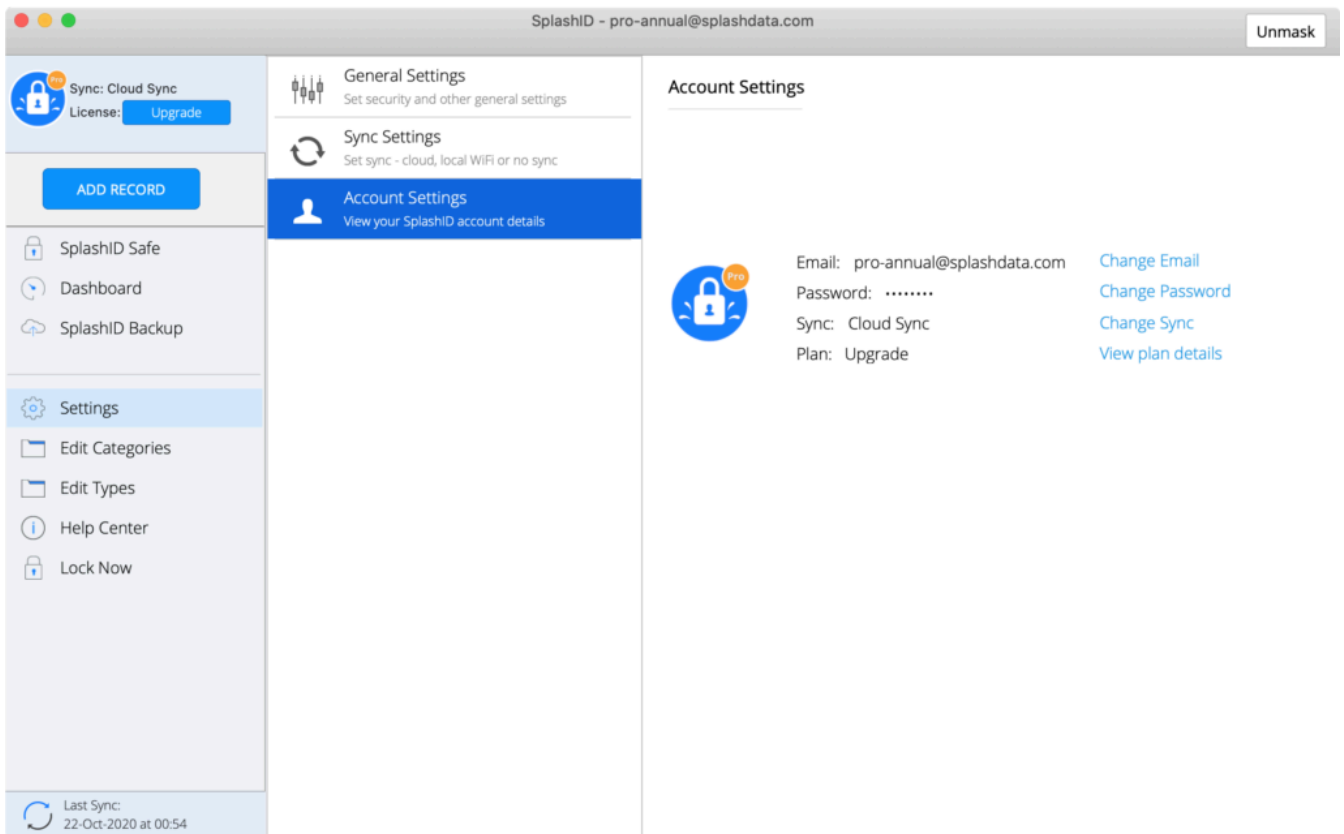 SplashID - pro-annual@splashdata.com
Unmask
Pro
Sync: Cloud Sync
License: Upgrade
ADD RECORD
SplashID Safe
Dashboard
SplashID Backup
Settings
Edit Categories
Edit Types
Help Center
Lock Now
Last Sync:
22-Oct-2020 at 00:54
General Settings
Set security and other general settings
Sync Settings
Set sync - cloud, local WiFi or no sync
Account Settings
View your SplashID account details
Account Settings
Pro
Email: pro-annual@splashdata.com Change Email
Password: •••••••• Change Password
Sync: Cloud Sync Change Sync
Plan: Upgrade View plan details